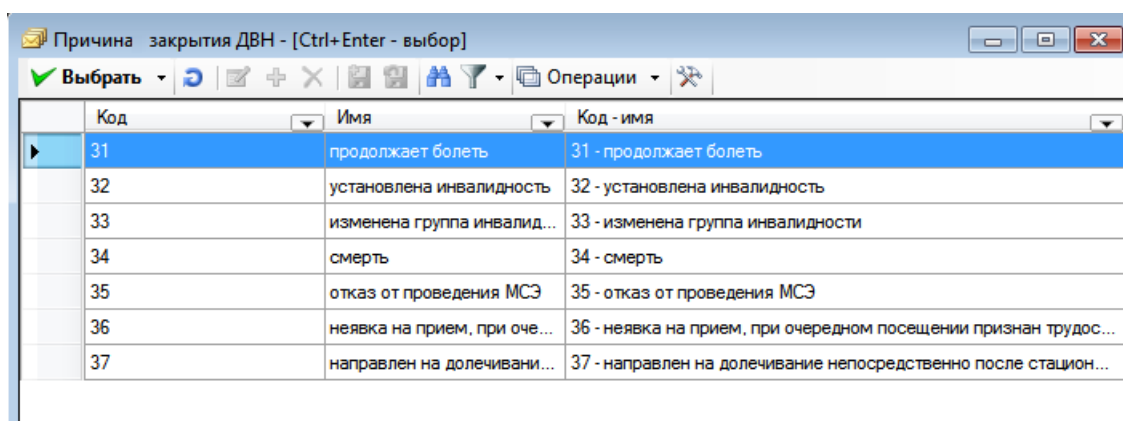 Причина закрытия ДВН - [Ctrl+Enter - выбор]
Выбрать Операции
Код Имя Код - имя
31 продолжает болеть 31 - продолжает болеть
32 установлена инвалидность 32 - установлена инвалидность
33 изменена группа инвалид... 33 - изменена группа инвалидности
34 смерть 34 - смерть
35 отказ от проведения МСЭ 35 - отказ от проведения МСЭ
36 неявка на прием, при оче... 36 - неявка на прием, при очередном посещении признан трудос...
37 направлен на долечивани... 37 - направлен на долечивание непосредственно после стацион...